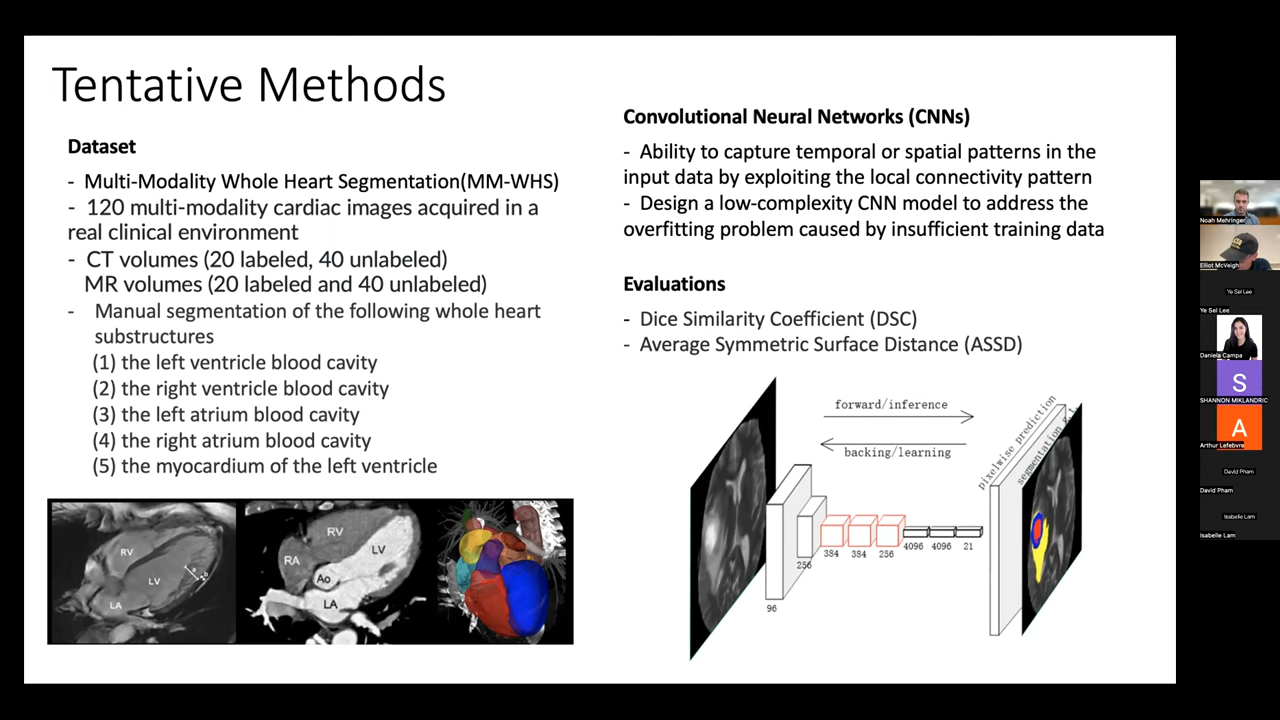 Tentative Methods
Dataset
- Multi-Modality Whole Heart Segmentation(MM-WHS)
- 120 multi-modality cardiac images acquired in a
real clinical environment
- CT volumes (20 labeled, 40 unlabeled)
MR volumes (20 labeled and 40 unlabeled)
- Manual segmentation of the following whole heart
substructures
(1) the left ventricle blood cavity
(2) the right ventricle blood cavity
(3) the left atrium blood cavity
(4) the right atrium blood cavity
(5) the myocardium of the left ventricle
RV
LV
LA
a
b
RV
LV
RA
Ao
LA
Convolutional Neural Networks (CNNs)
- Ability to capture temporal or spatial patterns in the
input data by exploiting the local connectivity pattern
- Design a low-complexity CNN model to address the
overfitting problem caused by insufficient training data
Evaluations
- Dice Similarity Coefficient (DSC)
- Average Symmetric Surface Distance (ASSD)
forward/inference
backing/learning
pixelwise prediction
segmentation g.t.
96
256
384
384
256
4096
4096
21
Noah Mehringer
Elliot McVeigh
Ye Sel Lee
Ye Sel Lee
Daniela Campa
S
SHANNON MIKLANDRIC
A
Arthur Lefebvre
David Pham
David Pham
Isabelle Lam
Isabelle Lam